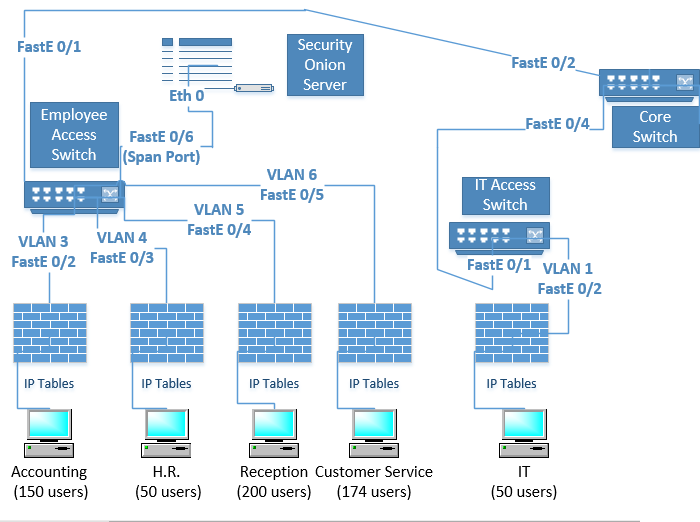 FastE 0/1
Security
Onion
Server
FastE 0/2
Eth 0
Employee
Access
Switch
FastE 0/6
(Span Port)
FastE 0/4
Core
Switch
VLAN 6
FastE 0/5
IT Access
Switch
VLAN 5
FastE 0/4
VLAN 3
FastE 0/2
VLAN 4
FastE 0/3
FastE 0/1
VLAN 1
FastE 0/2
IP Tables
IP Tables
IP Tables
IP Tables
IP Tables
Accounting
(150 users)
H.R.
(50 users)
Reception
(200 users)
Customer Service
(174 users)
IT
(50 users)